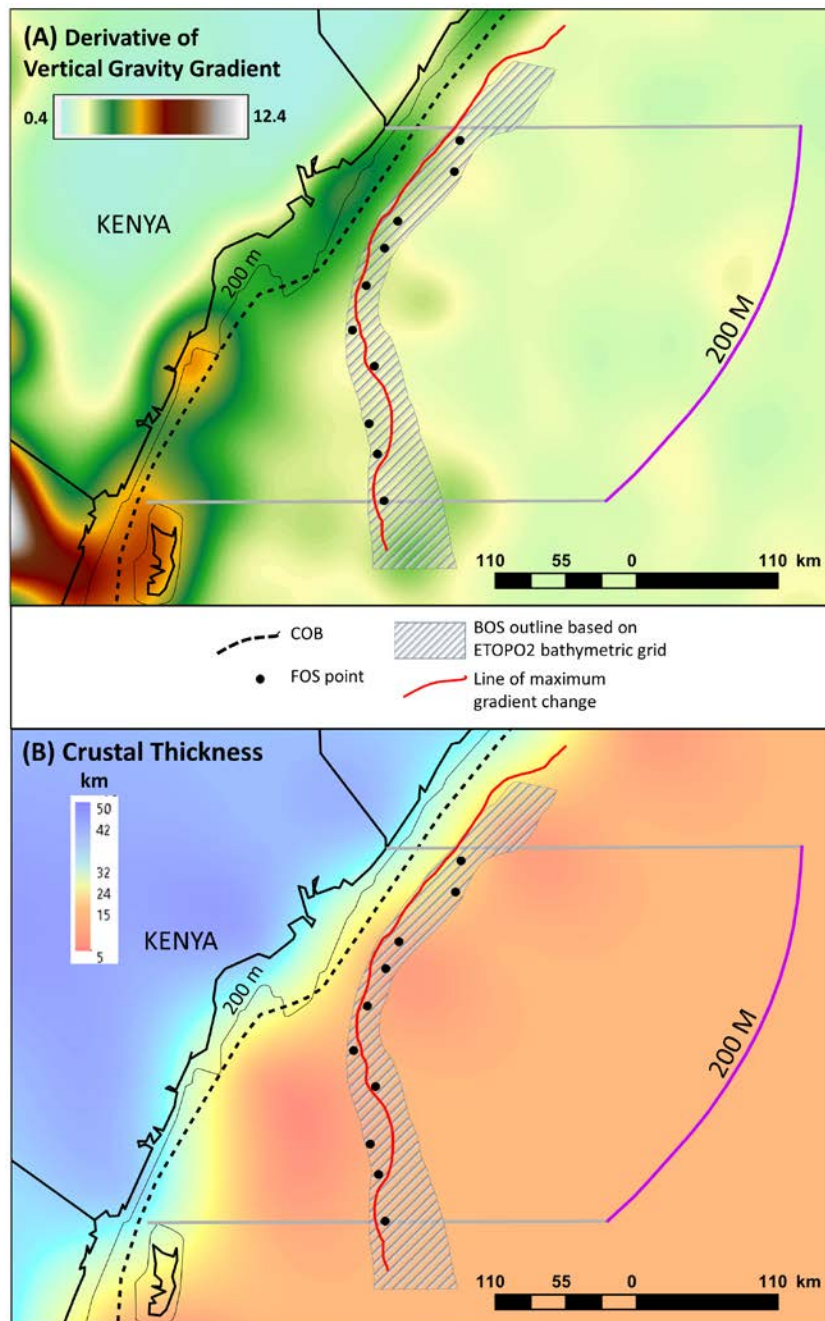 (A) Derivative of
Vertical Gravity Gradient
0.4 12.4
KENYA
200 m
200 M
110 55 0 110 km
COB
FOS point
BOS outline based on
ETOPO2 bathymetric grid
Line of maximum
gradient change
(B) Crustal Thickness
km
50
42
32
24
15
5
KENYA
200 m
200 M
110 55 0 110 km